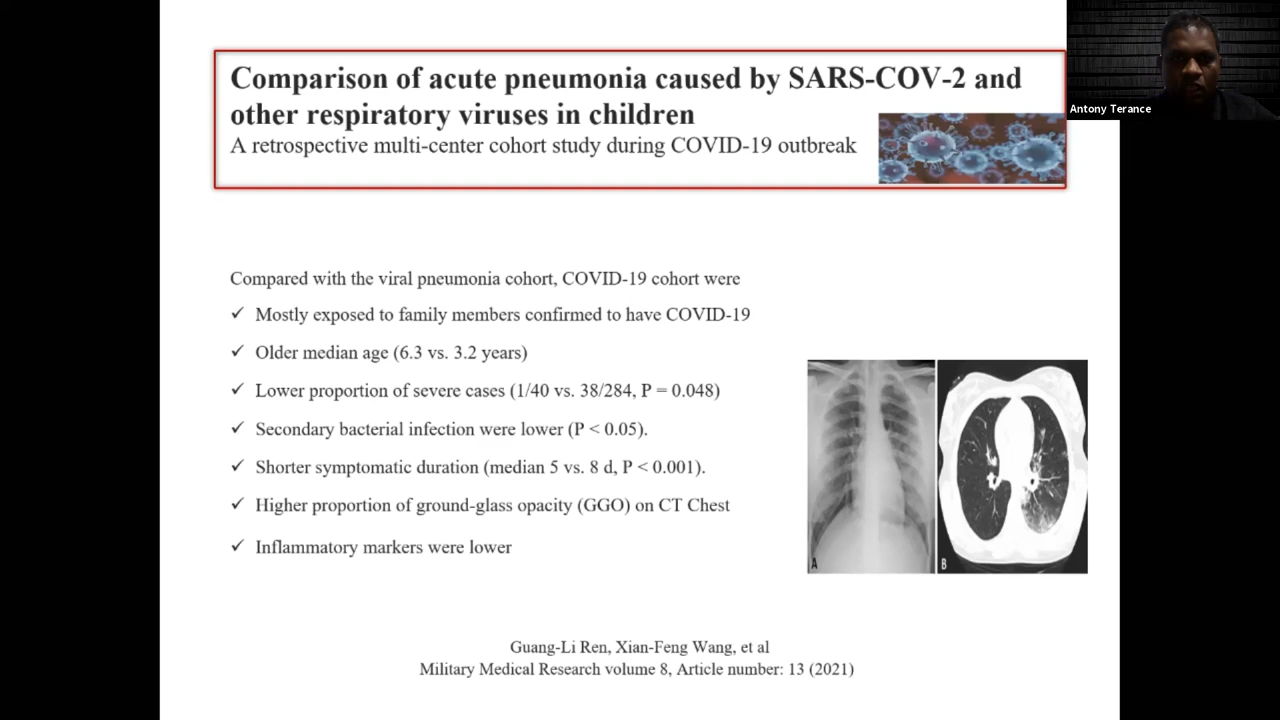 Comparison of acute pneumonia caused by SARS-COV-2 and
other respiratory viruses in children
A retrospective multi-center cohort study during COVID-19 outbreak
Antony Terance
Compared with the viral pneumonia cohort, COVID-19 cohort were
✓ Mostly exposed to family members confirmed to have COVID-19
✓ Older median age (6.3 vs. 3.2 years)
✓ Lower proportion of severe cases (1/40 vs. 38/284, P = 0.048)
✓ Secondary bacterial infection were lower (P < 0.05).
✓ Shorter symptomatic duration (median 5 vs. 8 d, P < 0.001).
✓ Higher proportion of ground-glass opacity (GGO) on CT Chest
✓ Inflammatory markers were lower
A
B
Guang-Li Ren, Xian-Feng Wang, et al
Military Medical Research volume 8, Article number: 13 (2021)